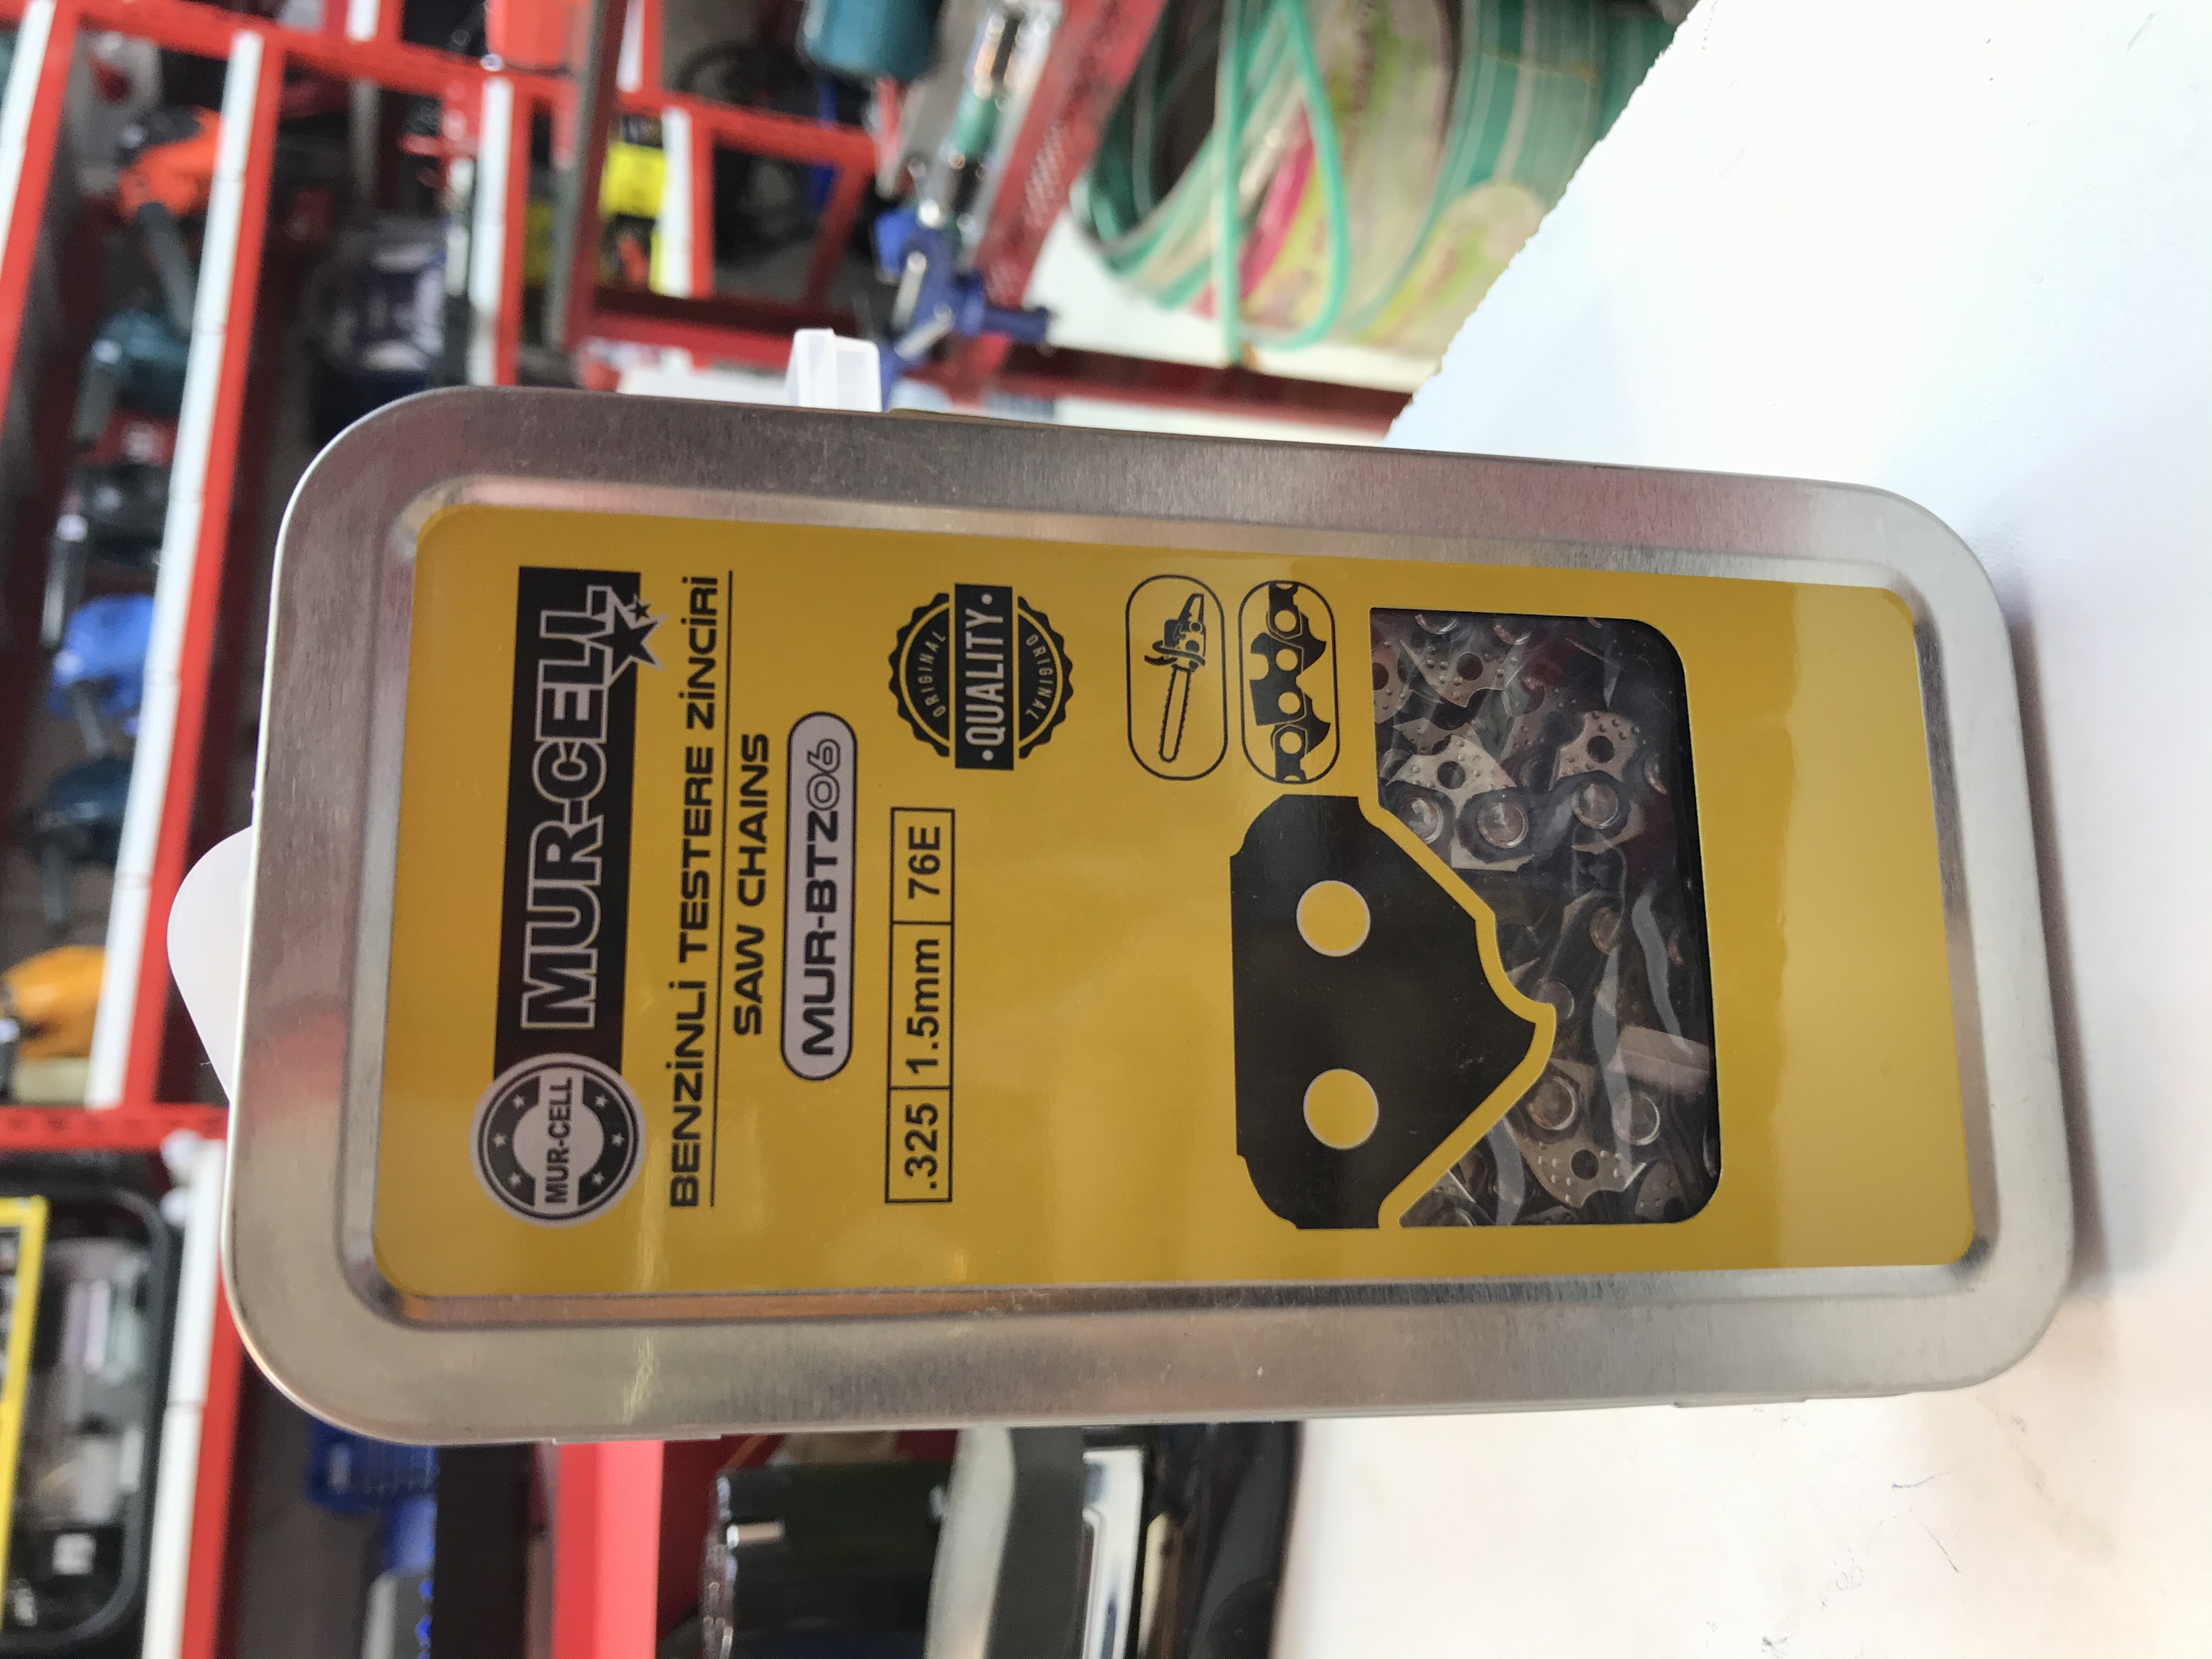 MUR-CELL
MUR-CELL
BENZİNLİ TESTERE ZİNCİRİ
SAW CHAINS
MUR-BTZ06
.325 1.5mm 76E
ORIGINAL
QUALITY
ORIGINAL